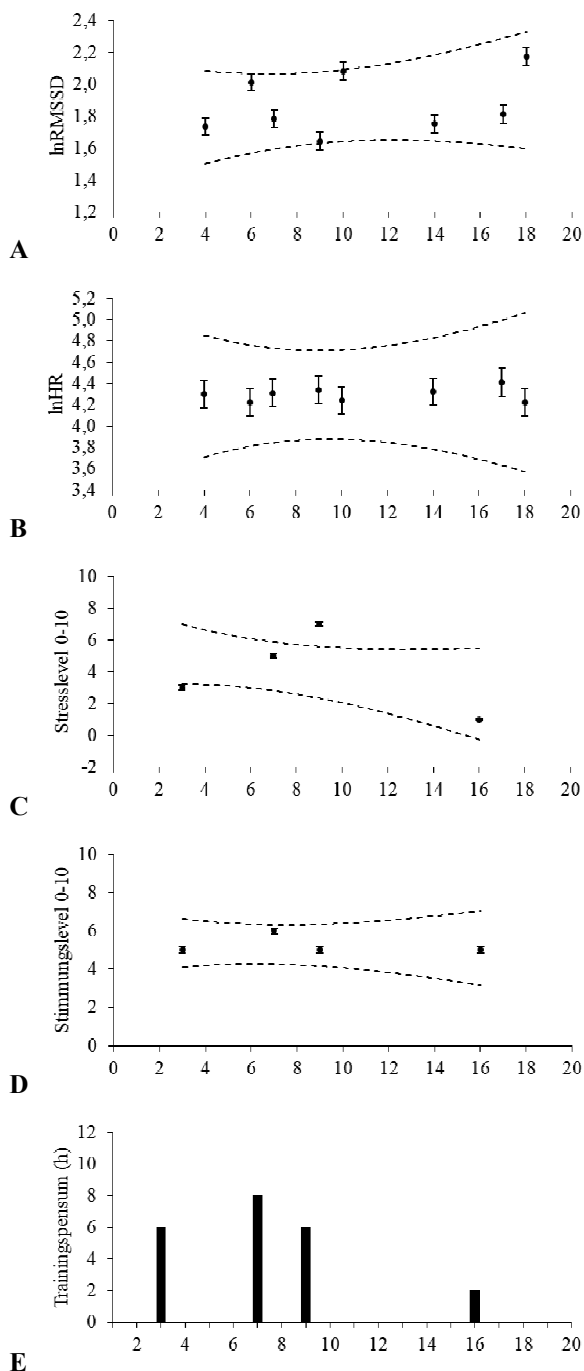 lnRMSSD
2,4
2,2
2,0
1,8
1,6
1,4
1,2
0 2 4 6 8 10 12 14 16 18 20
A
lnHR
5,2
5,0
4,8
4,6
4,4
4,2
4,0
3,8
3,6
3,4
0 2 4 6 8 10 12 14 16 18 20
B
Stresslevel 0-10
10
8
6
4
2
0
-2
0 2 4 6 8 10 12 14 16 18 20
C
Stimmungslevel 0-10
10
8
6
4
2
0
0 2 4 6 8 10 12 14 16 18 20
D
Trainingspensum (h)
12
10
8
6
4
2
0
2 4 6 8 10 12 14 16 18 20
E